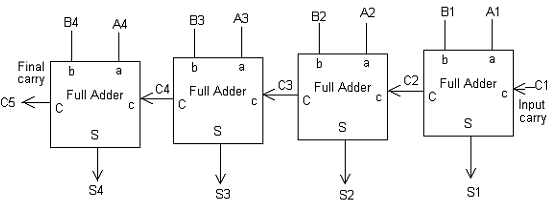 B4 A4 B3 A3 B2 A2 B1 A1
Final
carry
b a
Full Adder
C5 C c
S
S4
C4
b a
Full Adder
C c
S
S3
C3
b a
Full Adder
C c
S
S2
C2
b a
Full Adder
C c
S
S1
C1
Input
carry